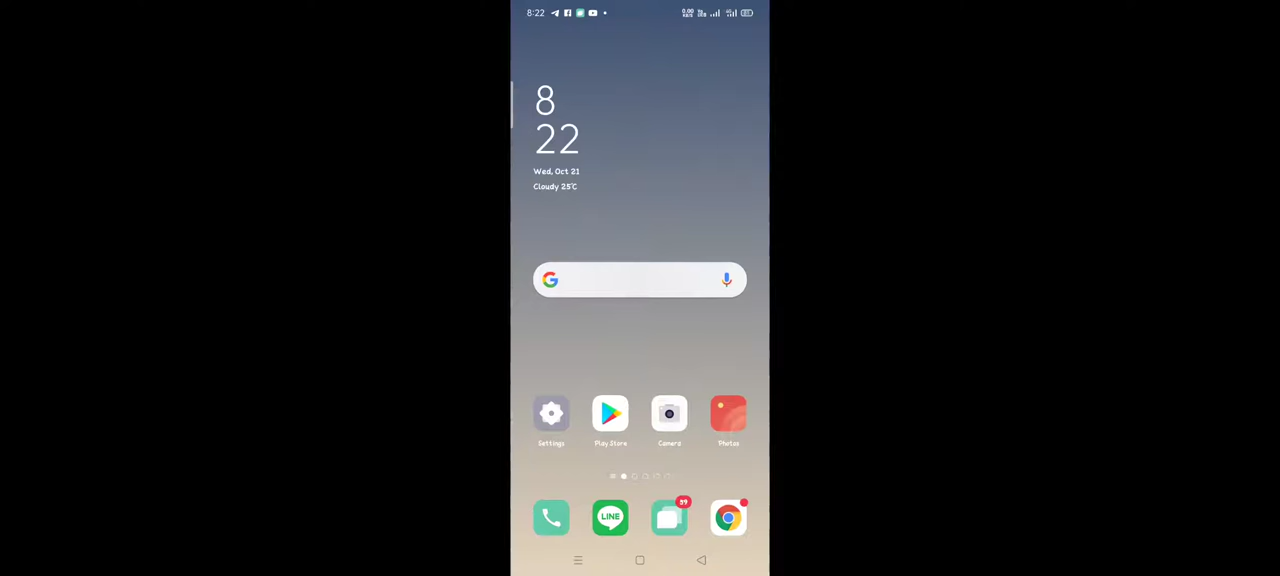 8:22
8
22
Wed, Oct 21
Cloudy 25°C
Settings
Play Store
Camera
Photos
LINE
39